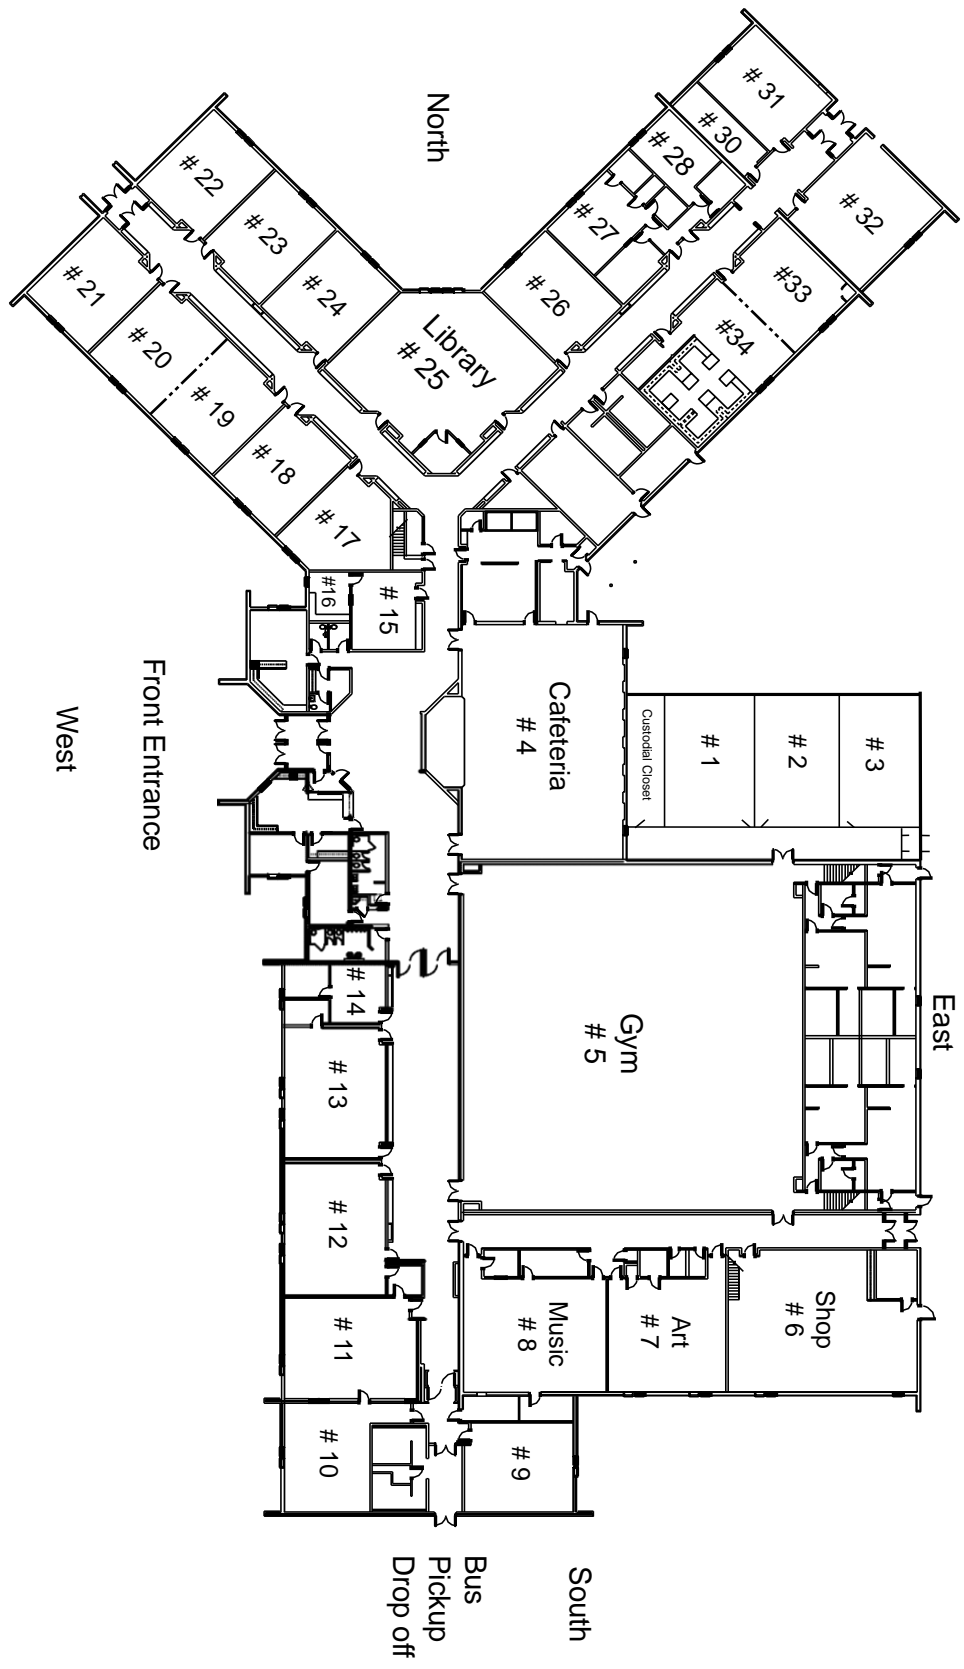 North
# 31
# 30
# 28
# 27
# 26
# 32
#33
#34
# 22
# 23
# 24
Library
# 25
# 21
# 20
# 19
# 18
# 17
#16
# 15
Front Entrance
West
Cafeteria
# 4
Custodial Closet
# 1
# 2
# 3
East
Gym
# 5
# 14
# 13
# 12
# 11
# 10
Shop
# 6
Art
# 7
Music
# 8
# 9
South
Bus
Pickup
Drop off